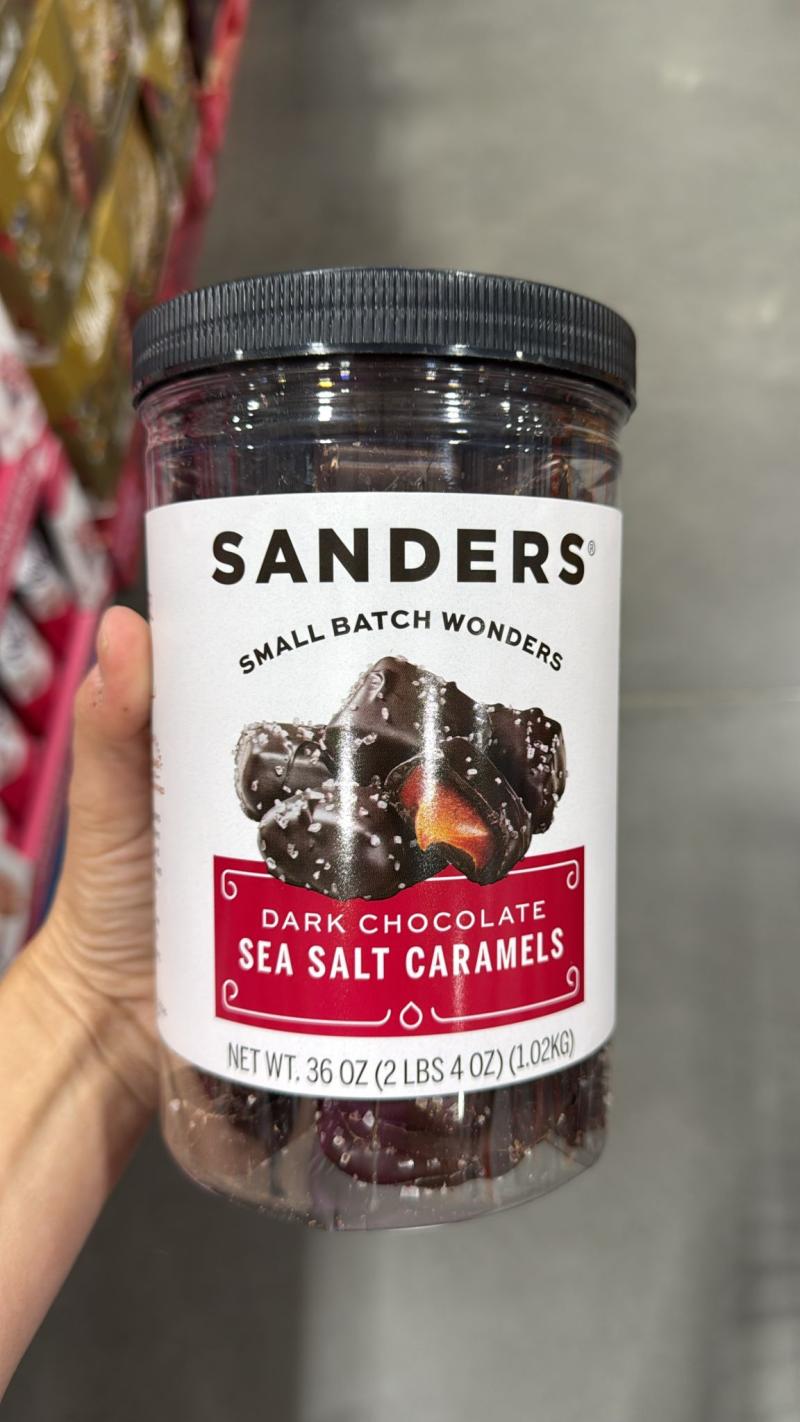 SANDERS®
SMALL BATCH WONDERS
DARK CHOCOLATE
SEA SALT CARAMELS
NET WT. 36 OZ (2 LBS 4 OZ) (1.02KG)